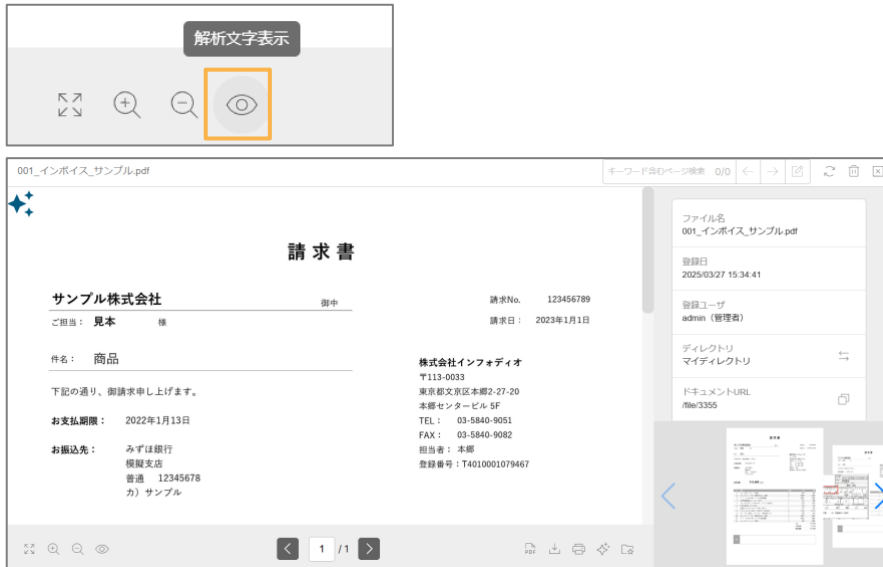 解析文字表示
001_インボイス_サンプル.pdf
キーワード含むページ検索 0/0
請求書
サンプル株式会社 御中
ご担当： 見本 様
件名： 商品
下記の通り、御請求申し上げます。
お支払期限： 2022年1月13日
お振込先： みずほ銀行
模擬支店
普通 12345678
カ）サンプル
請求No. 123456789
請求日： 2023年1月1日
株式会社インフォディオ
〒113-0033
東京都文京区本郷2-27-20
本郷センタービル 5F
TEL： 03-5840-9051
FAX： 03-5840-9082
担当者： 本郷
登録番号：T4010001079467
ファイル名
001_インボイス_サンプル.pdf
登録日
2025/03/27 15:34:41
登録ユーザ
admin（管理者）
ディレクトリ
マイディレクトリ
ドキュメントURL
/file/3355
1 /1
PDF